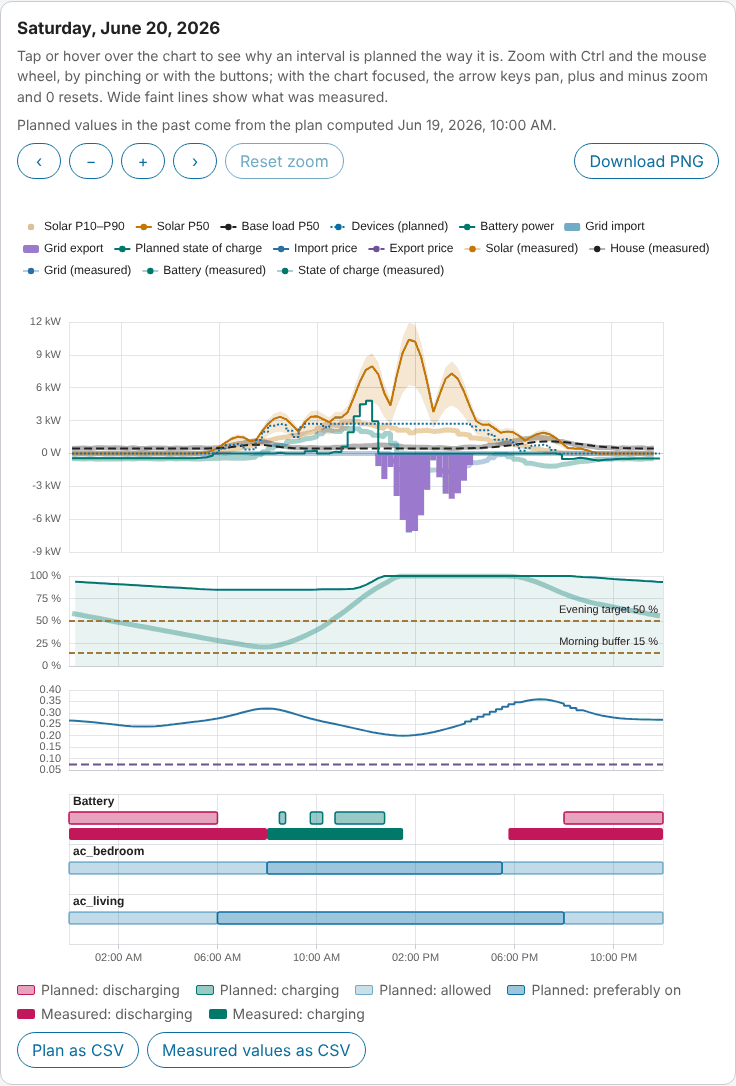 Saturday, June 20, 2026
Tap or hover over the chart to see why an interval is planned the way it is. Zoom with Ctrl and the mouse
wheel, by pinching or with the buttons; with the chart focused, the arrow keys pan, plus and minus zoom
and 0 resets. Wide faint lines show what was measured.
Planned values in the past come from the plan computed Jun 19, 2026, 10:00 AM.
‹ − + › Reset zoom Download PNG
Solar P10–P90 Solar P50 Base load P50 Devices (planned) Battery power Grid import
Grid export Planned state of charge Import price Export price Solar (measured) House (measured)
Grid (measured) Battery (measured) State of charge (measured)
12 kW
9 kW
6 kW
3 kW
0 kW
-3 kW
-6 kW
-9 kW
100 %
75 %
50 %
25 %
0 %
Evening target 50 %
Morning buffer 15 %
0.40
0.35
0.30
0.25
0.20
0.15
0.10
0.05
Battery
ac_bedroom
ac_living
02:00 AM 06:00 AM 10:00 AM 02:00 PM 06:00 PM 10:00 PM
Planned: discharging Planned: charging Planned: allowed Planned: preferably on
Measured: discharging Measured: charging
Plan as CSV Measured values as CSV